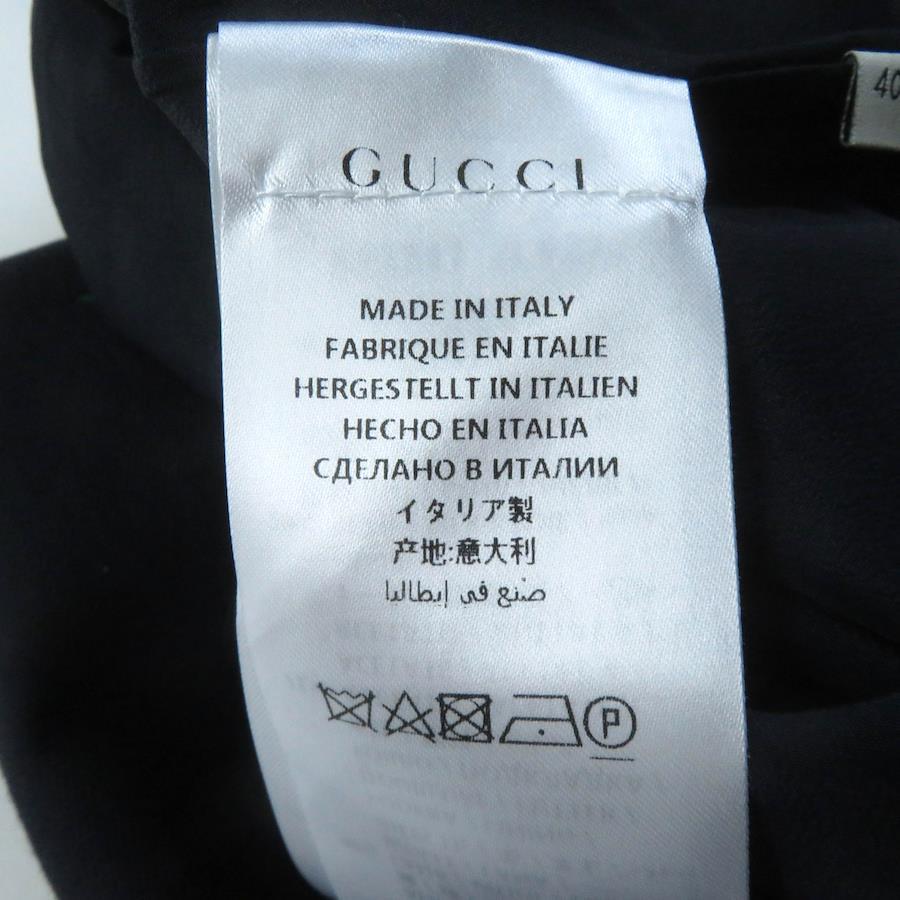 GUCCI
40
MADE IN ITALY
FABRIQUE EN ITALIE
HERGESTELLT IN ITALIEN
HECHO EN ITALIA
СДЕЛАНО В ИТАЛИИ
イタリア製
产地:意大利
صنع في إيطاليا
P